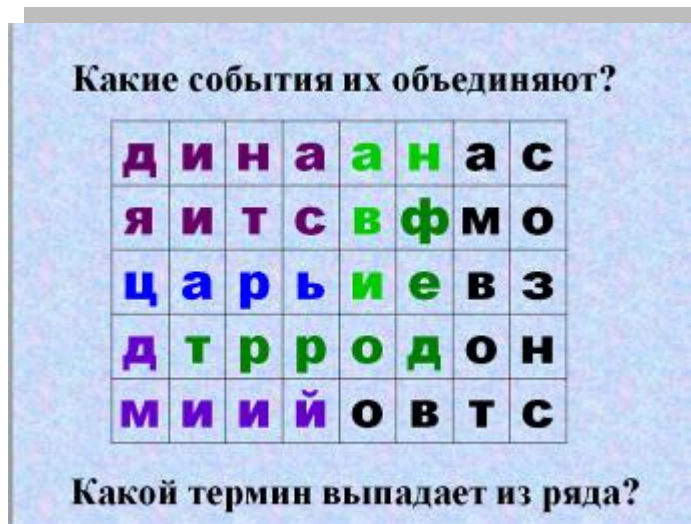 Какие события их объединяют?
д и н а а н а с
я и т с в ф м о
ц а р ь и е в з
д т р р о д о н
м и и й о в т с
Какой термин выпадает из ряда?